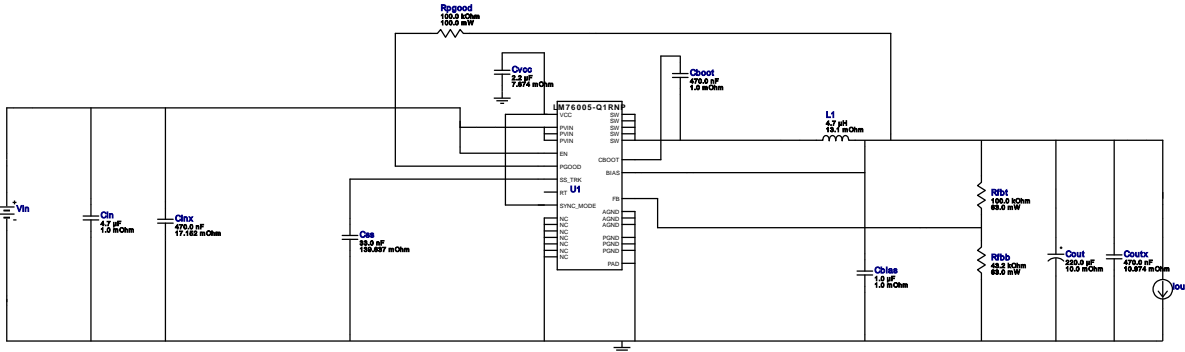 Rpgood
100.0 kOhm
100.0 mW
Cvcc
2.2 µF
7.874 mOhm
Cboot
470.0 nF
1.0 mOhm
LM76005-Q1RNP
VCC
PVIN
PVIN
PVIN
EN
PGOOD
SS_TRK
RT
SYNC_MODE
NC
NC
NC
NC
NC
NC
NC
U1
SW
SW
SW
SW
SW
CBOOT
BIAS
FB
AGND
AGND
AGND
PGND
PGND
PGND
PAD
L1
4.7 µH
13.1 mOhm
Vin
Cin
4.7 µF
1.0 mOhm
Cinx
470.0 nF
17.152 mOhm
Css
33.0 nF
139.637 mOhm
Cbias
1.0 µF
1.0 mOhm
Rfbt
100.0 kOhm
63.0 mW
Rfbb
43.2 kOhm
63.0 mW
Cout
220.0 µF
10.0 mOhm
Coutx
470.0 nF
10.874 mOhm
Iou